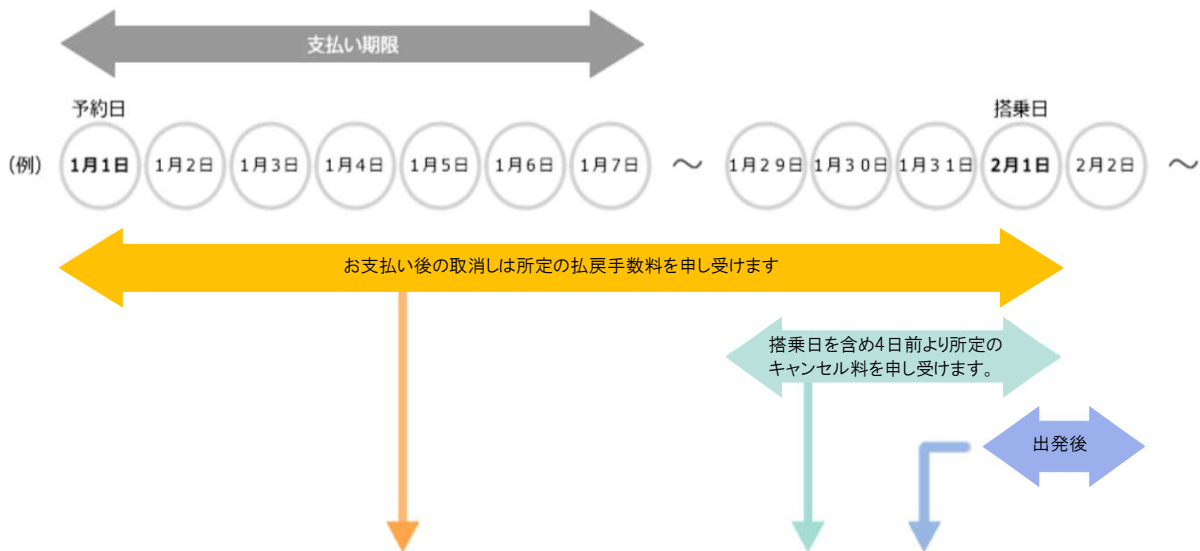 支払い期限
予約日
搭乗日
(例) 1月1日 1月2日 1月3日 1月4日 1月5日 1月6日 1月7日 ～ 1月29日 1月30日 1月31日 2月1日 2月2日 ～
お支払い後の取消しは所定の払戻手数料を申し受けます
搭乗日を含め4日前より所定の
キャンセル料を申し受けます。
出発後